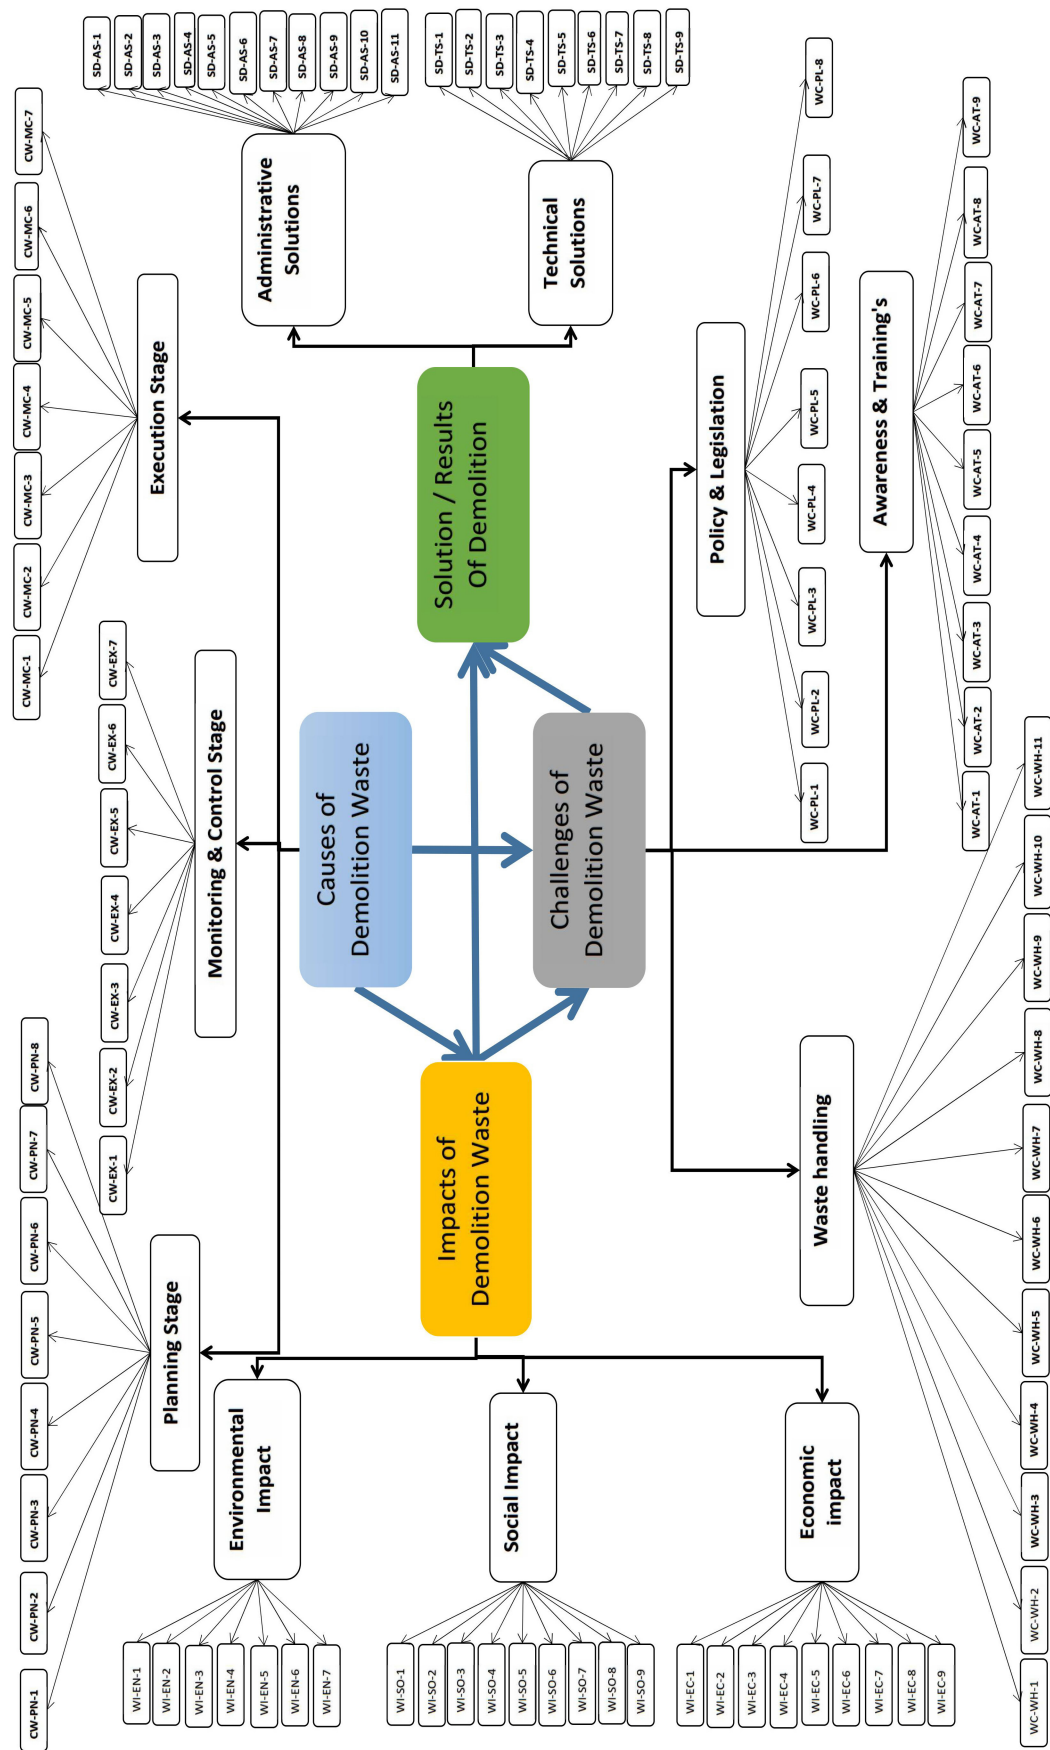 CW-PN-1
CW-PN-2
CW-PN-3
CW-PN-4
CW-PN-5
CW-PN-6
CW-PN-7
CW-PN-8
Planning Stage
CW-EX-1
CW-EX-2
CW-EX-3
CW-EX-4
CW-EX-5
CW-EX-6
CW-EX-7
Monitoring & Control Stage
CW-MC-1
CW-MC-2
CW-MC-3
CW-MC-4
CW-MC-5
CW-MC-6
CW-MC-7
Execution Stage
Causes of
Demolition Waste
WI-EN-1
WI-EN-2
WI-EN-3
WI-EN-4
WI-EN-5
WI-EN-6
WI-EN-7
Environmental
Impact
WI-SO-1
WI-SO-2
WI-SO-3
WI-SO-4
WI-SO-5
WI-SO-6
WI-SO-7
WI-SO-8
WI-SO-9
Social Impact
WI-EC-1
WI-EC-2
WI-EC-3
WI-EC-4
WI-EC-5
WI-EC-6
WI-EC-7
WI-EC-8
WI-EC-9
Economic
impact
Impacts of
Demolition Waste
Solution / Results
Of Demolition
Administrative
Solutions
SD-AS-1
SD-AS-2
SD-AS-3
SD-AS-4
SD-AS-5
SD-AS-6
SD-AS-7
SD-AS-8
SD-AS-9
SD-AS-10
SD-AS-11
Technical
Solutions
SD-TS-1
SD-TS-2
SD-TS-3
SD-TS-4
SD-TS-5
SD-TS-6
SD-TS-7
SD-TS-8
SD-TS-9
Challenges of
Demolition Waste
Policy & Legislation
WC-PL-1
WC-PL-2
WC-PL-3
WC-PL-4
WC-PL-5
WC-PL-6
WC-PL-7
WC-PL-8
Waste handling
WC-WH-1
WC-WH-2
WC-WH-3
WC-WH-4
WC-WH-5
WC-WH-6
WC-WH-7
WC-WH-8
WC-WH-9
WC-WH-10
WC-WH-11
Awareness & Training's
WC-AT-1
WC-AT-2
WC-AT-3
WC-AT-4
WC-AT-5
WC-AT-6
WC-AT-7
WC-AT-8
WC-AT-9